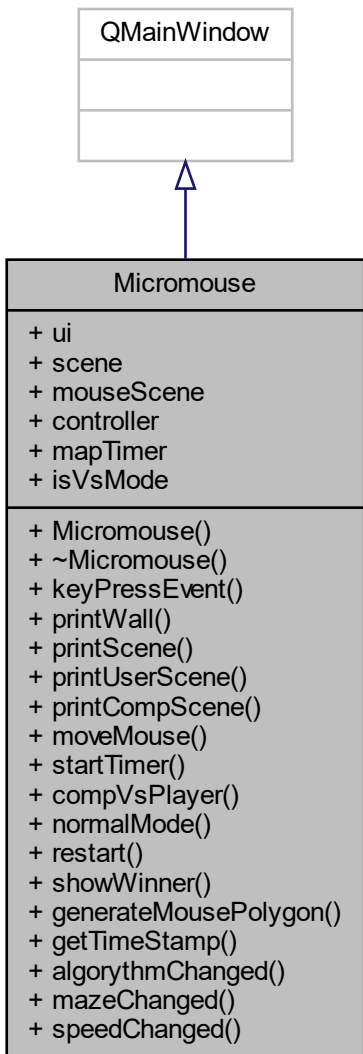 QMainWindow
Micromouse
+ ui
+ scene
+ mouseScene
+ controller
+ mapTimer
+ isVsMode
+ Micromouse()
+ ~Micromouse()
+ keyPressEvent()
+ printWall()
+ printScene()
+ printUserScene()
+ printCompScene()
+ moveMouse()
+ startTimer()
+ compVsPlayer()
+ normalMode()
+ restart()
+ showWinner()
+ generateMousePolygon()
+ getTimeStamp()
+ algorythmChanged()
+ mazeChanged()
+ speedChanged()